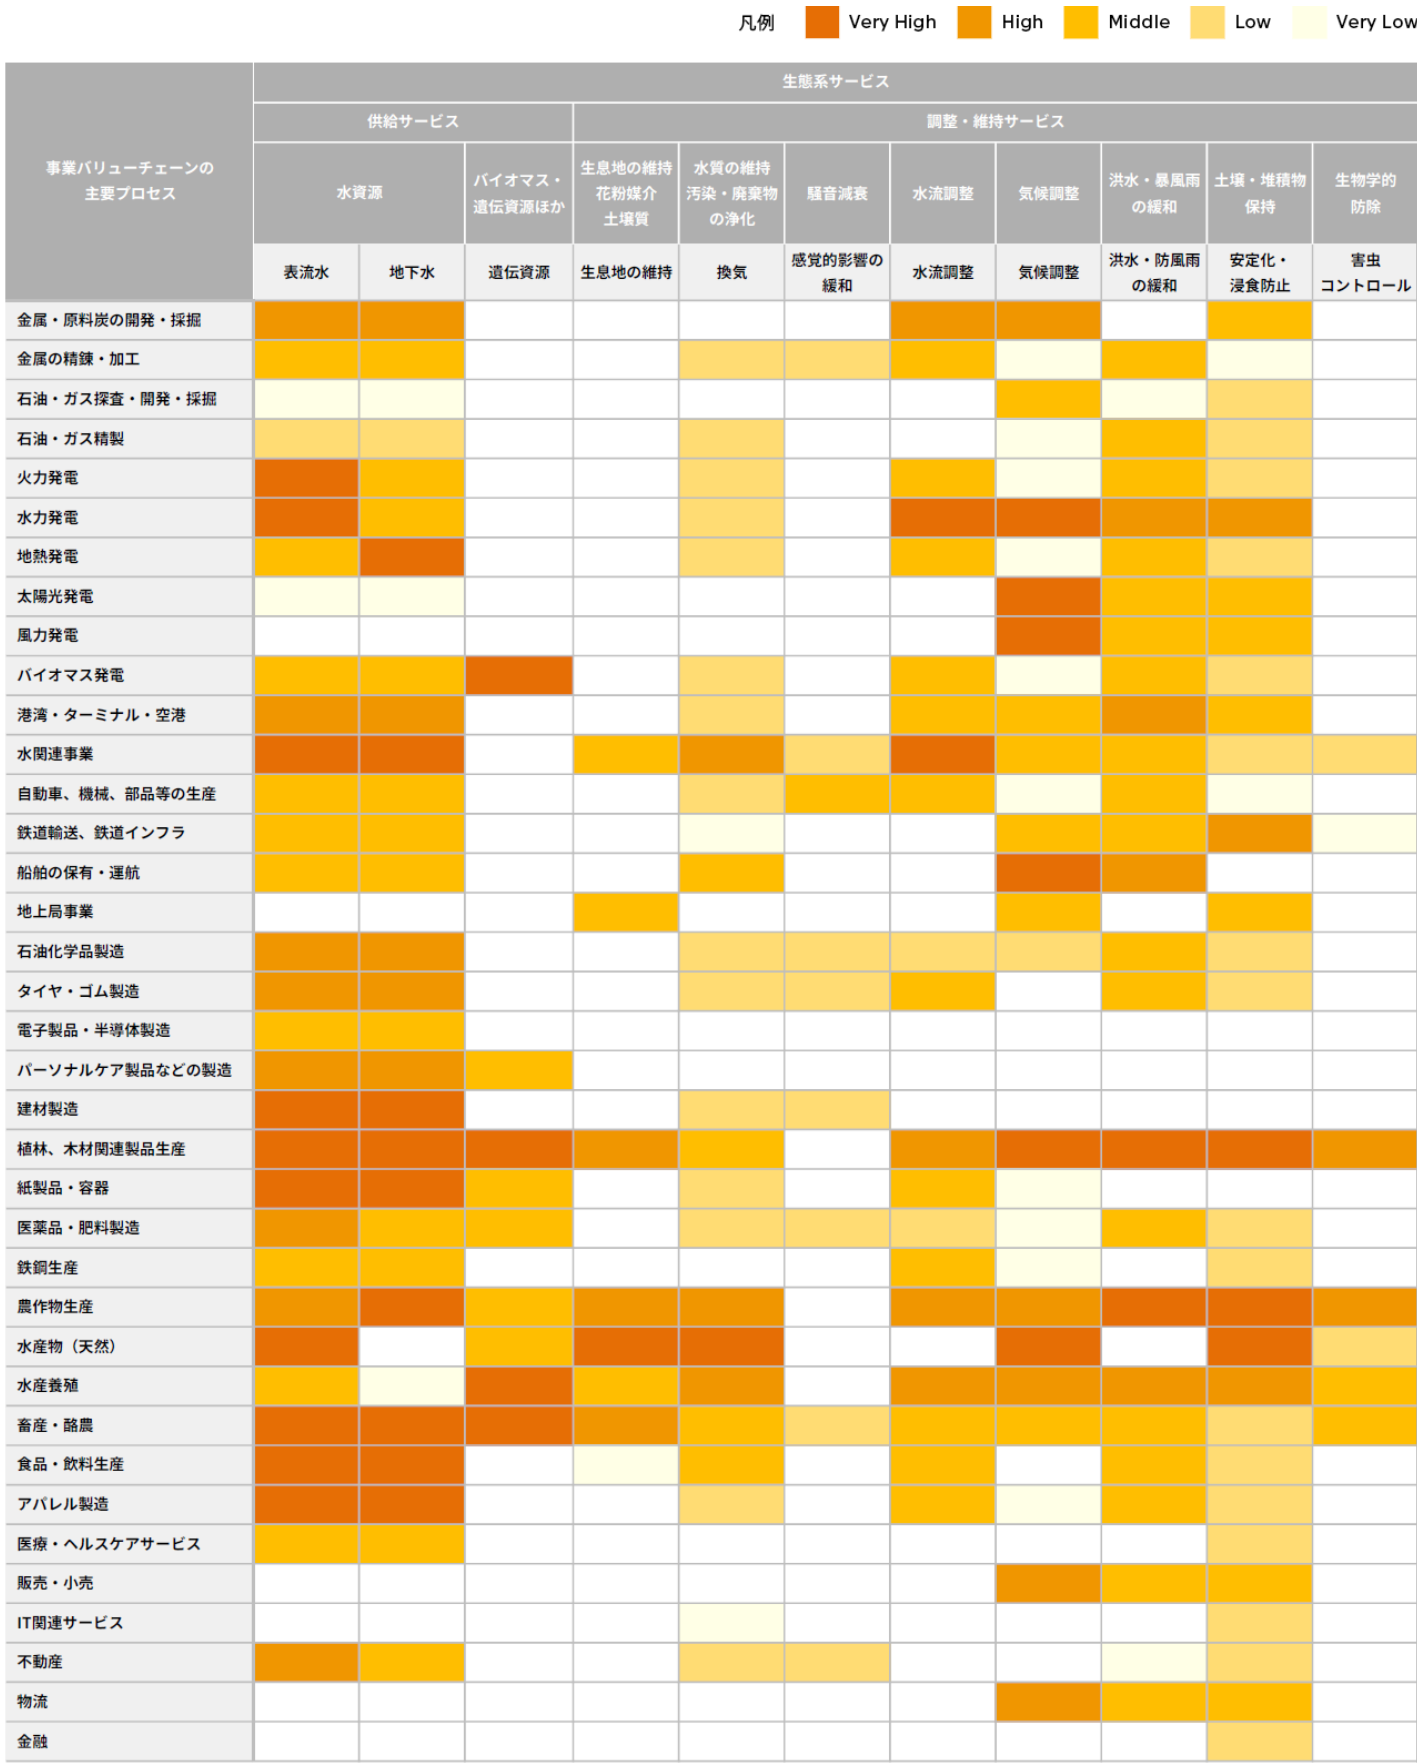 凡例 Very High High Middle Low Very Low
生態系サービス
供給サービス 調整・維持サービス
事業バリューチェーンの
主要プロセス
水資源
バイオマス・
遺伝資源ほか
生息地の維持
花粉媒介
土壌質
水質の維持
汚染・廃棄物
の浄化
騒音減衰
水流調整
気候調整
洪水・暴風雨
の緩和
土壌・堆積物
保持
生物学的
防除
表流水
地下水
遺伝資源
生息地の維持
換気
感覚的影響の
緩和
水流調整
気候調整
洪水・防風雨
の緩和
安定化・
浸食防止
害虫
コントロール
金属・原料炭の開発・採掘
金属の精錬・加工
石油・ガス探査・開発・採掘
石油・ガス精製
火力発電
水力発電
地熱発電
太陽光発電
風力発電
バイオマス発電
港湾・ターミナル・空港
水関連事業
自動車、機械、部品等の生産
鉄道輸送、鉄道インフラ
船舶の保有・運航
地上局事業
石油化学品製造
タイヤ・ゴム製造
電子製品・半導体製造
パーソナルケア製品などの製造
建材製造
植林、木材関連製品生産
紙製品・容器
医薬品・肥料製造
鉄鋼生産
農作物生産
水産物（天然）
水産養殖
畜産・酪農
食品・飲料生産
アパレル製造
医療・ヘルスケアサービス
販売・小売
IT関連サービス
不動産
物流
金融